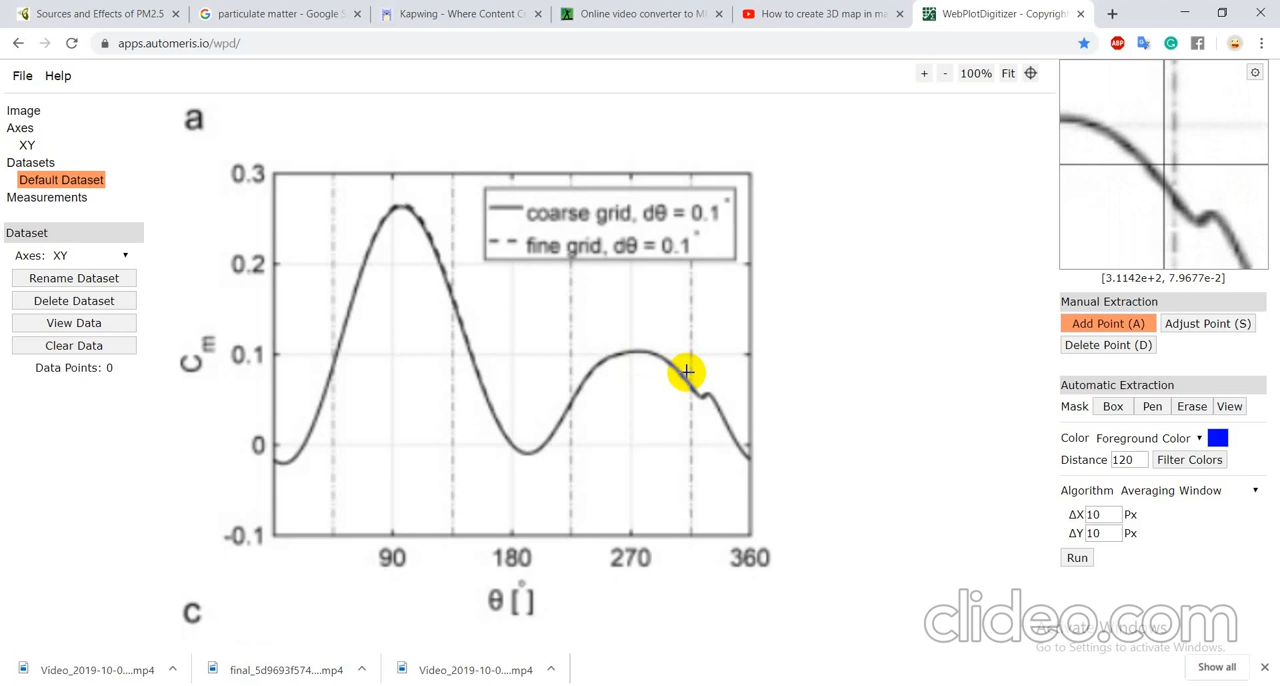 Sources and Effects of PM2.5
particulate matter - Google S
Kapwing - Where Content C
Online video converter to M
How to create 3D map in ma
WebPlotDigitizer - Copyright
apps.automeris.io/wpd/
ABP
File Help
+ - 100% Fit
Image
Axes
XY
Datasets
Default Dataset
Measurements
Dataset
Axes: XY
Rename Dataset
Delete Dataset
View Data
Clear Data
Data Points: 0
a
0.3
0.2
0.1
0
-0.1
Cm
90 180 270 360
θ [°]
coarse grid, dθ = 0.1°
fine grid, dθ = 0.1°
c
[3.1142e+2, 7.9677e-2]
Manual Extraction
Add Point (A) Adjust Point (S)
Delete Point (D)
Automatic Extraction
Mask Box Pen Erase View
Color Foreground Color
Distance 120 Filter Colors
Algorithm Averaging Window
ΔX 10 Px
ΔY 10 Px
Run
clideo.com
Activate Windows
Go to Settings to activate Windows.
Video_2019-10-0....mp4
final_5d9693f574....mp4
Video_2019-10-0....mp4
Show all